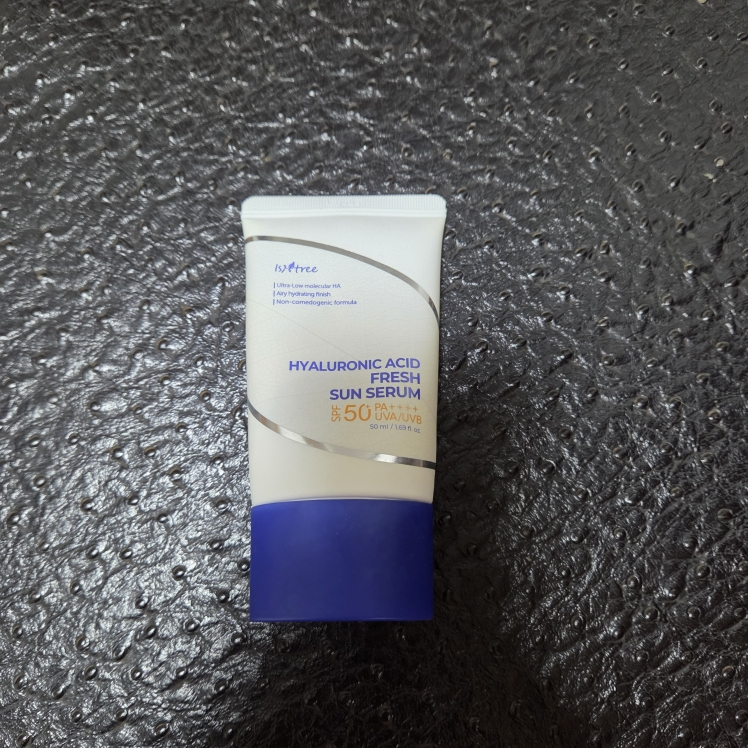 Isntree
Ultra-Low molecular HA
Airy hydrating finish
Non-comedogenic formula
HYALURONIC ACID
FRESH
SUN SERUM
SPF 50+ PA++++
UVA/UVB
50 ml / 1.69 fl oz.